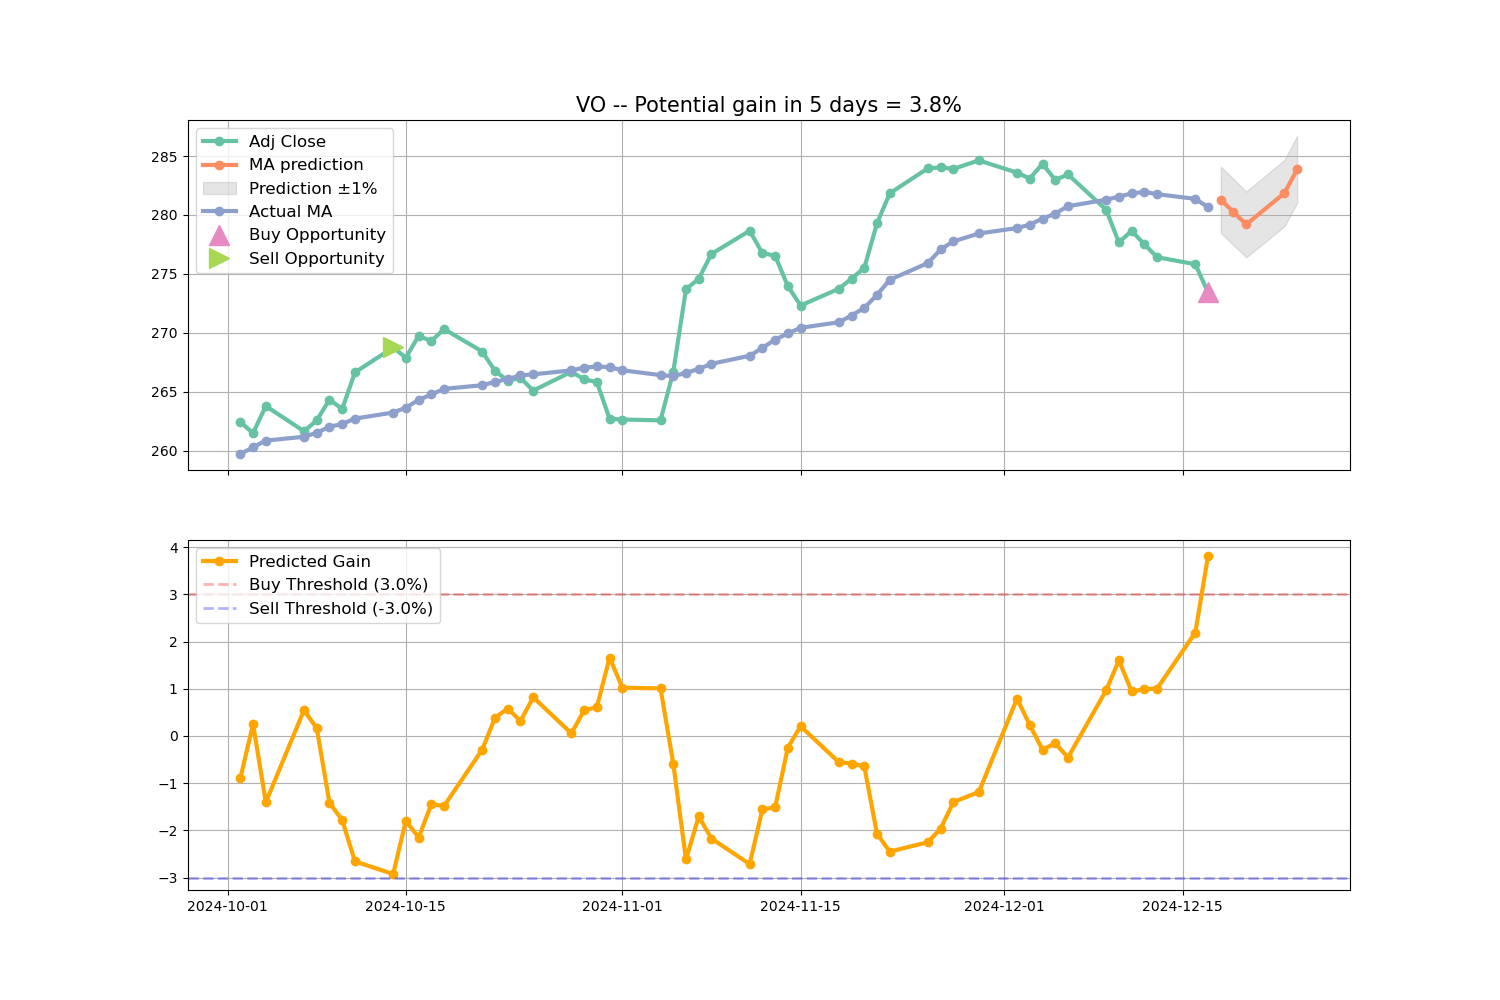 VO -- Potential gain in 5 days = 3.8%
Adj Close
MA prediction
Prediction ±1%
Actual MA
Buy Opportunity
Sell Opportunity
285
280
275
270
265
260
Predicted Gain
Buy Threshold (3.0%)
Sell Threshold (-3.0%)
4
3
2
1
0
−1
−2
−3
2024-10-01 2024-10-15 2024-11-01 2024-11-15 2024-12-01 2024-12-15